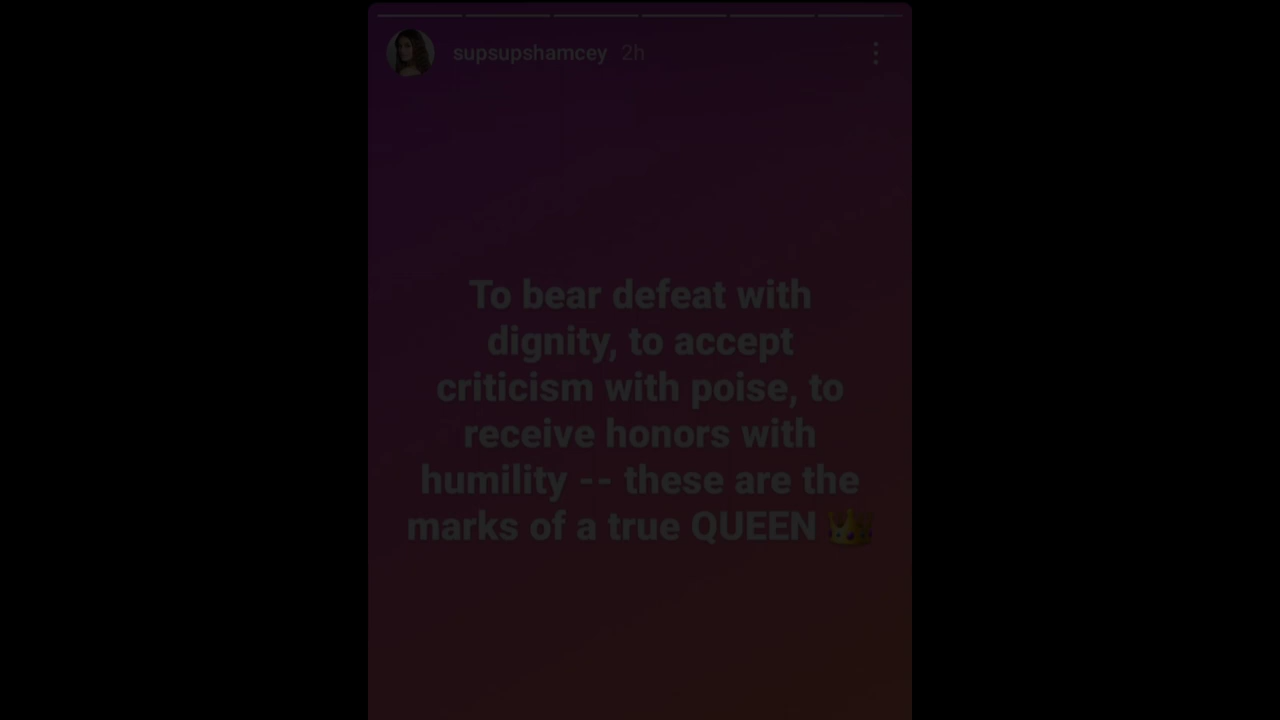 supsupshamcey 2h
To bear defeat with
dignity, to accept
criticism with poise, to
receive honors with
humility -- these are the
marks of a true QUEEN 👑